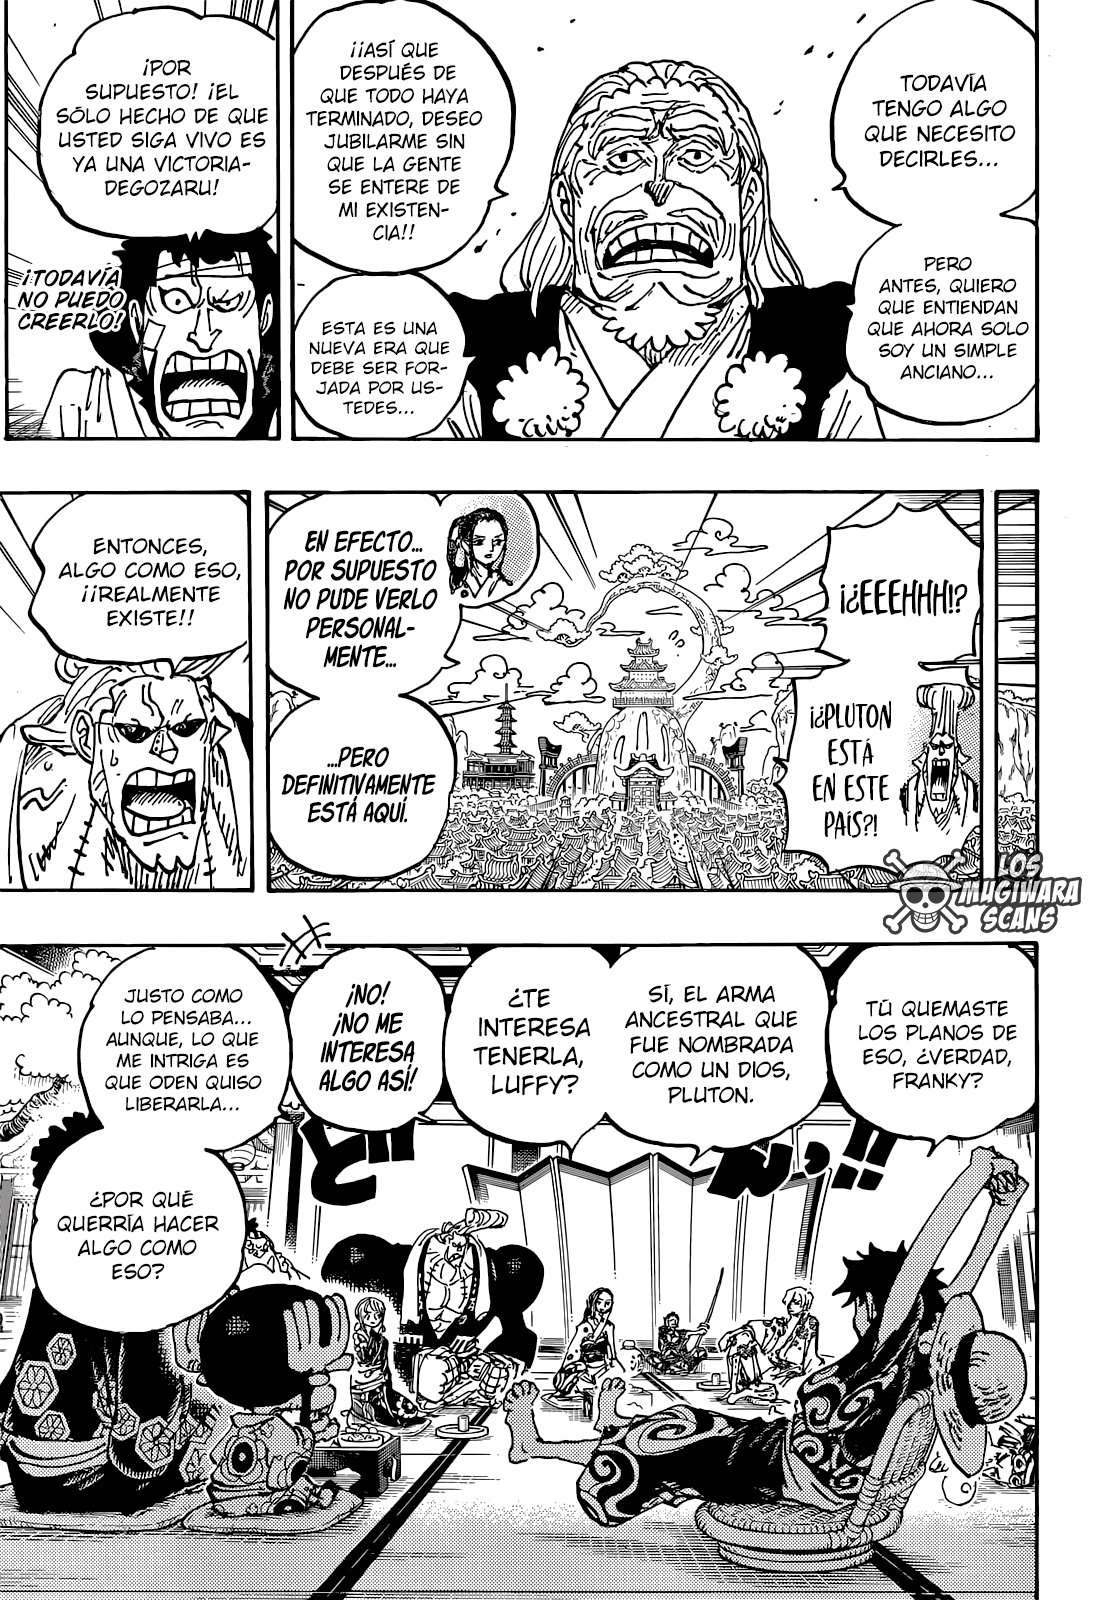 TODAVÍA
TENGO ALGO
QUE NECESITO
DECIRLES...
PERO
ANTES, QUIERO
QUE ENTIENDAN
QUE AHORA SOLO
SOY UN SIMPLE
ANCIANO...
¡¡ASÍ QUE
DESPUÉS DE
QUE TODO HAYA
TERMINADO, DESEO
JUBILARME SIN
QUE LA GENTE
SE ENTERE DE
MI EXISTEN-
CIA!!
ESTA ES UNA
NUEVA ERA QUE
DEBE SER FOR-
JADA POR US-
TEDES...
¡POR
SUPUESTO! ¡EL
SÓLO HECHO DE QUE
USTED SIGA VIVO ES
YA UNA VICTORIA-
DEGOZARU!
¡TODAVÍA
NO PUEDO
CREERLO!
¡¿EEEHHH!?
¡¿PLUTON
ESTÁ
EN ESTE
PAÍS?!
EN EFECTO...
POR SUPUESTO
NO PUDE VERLO
PERSONAL-
MENTE...
...PERO
DEFINITIVAMENTE
ESTÁ AQUÍ.
ENTONCES,
ALGO COMO ESO,
¡¡REALMENTE
EXISTE!!
LOS
MUGIWARA
SCANS
TÚ QUEMASTE
LOS PLANOS DE
ESO, ¿VERDAD,
FRANKY?
SÍ, EL ARMA
ANCESTRAL QUE
FUE NOMBRADA
COMO UN DIOS,
PLUTON.
¿TE
INTERESA
TENERLA,
LUFFY?
¡NO!
¡NO ME
INTERESA
ALGO ASÍ!
JUSTO COMO
LO PENSABA...
AUNQUE, LO QUE
ME INTRIGA ES
QUE ODEN QUISO
LIBERARLA...
¿POR QUÉ
QUERRÍA HACER
ALGO COMO
ESO?